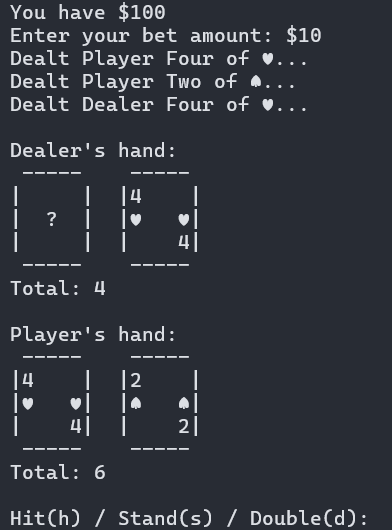 You have $100
Enter your bet amount: $10
Dealt Player Four of ♥...
Dealt Player Two of ♠...
Dealt Dealer Four of ♥...
Dealer's hand:
 -----    -----
|     |  |4    |
|  ?  |  |♥   ♥|
|     |  |    4|
 -----    -----
Total: 4
Player's hand:
 -----    -----
|4    |  |2    |
|♥   ♥|  |♠   ♠|
|    4|  |    2|
 -----    -----
Total: 6
Hit(h) / Stand(s) / Double(d):